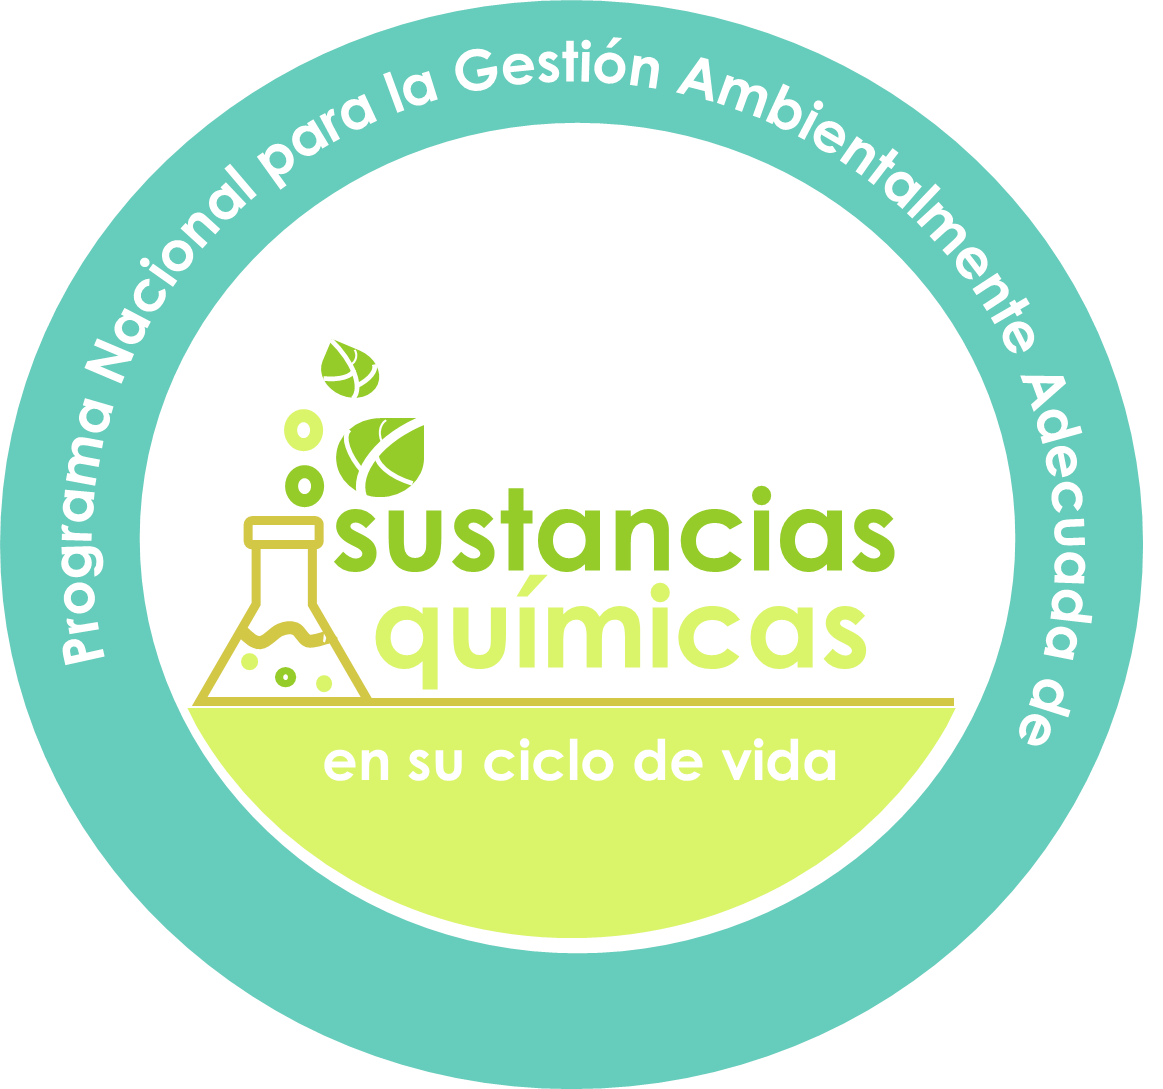 Programa Nacional para la Gestión Ambientalmente Adecuada de
sustancias
químicas
en su ciclo de vida